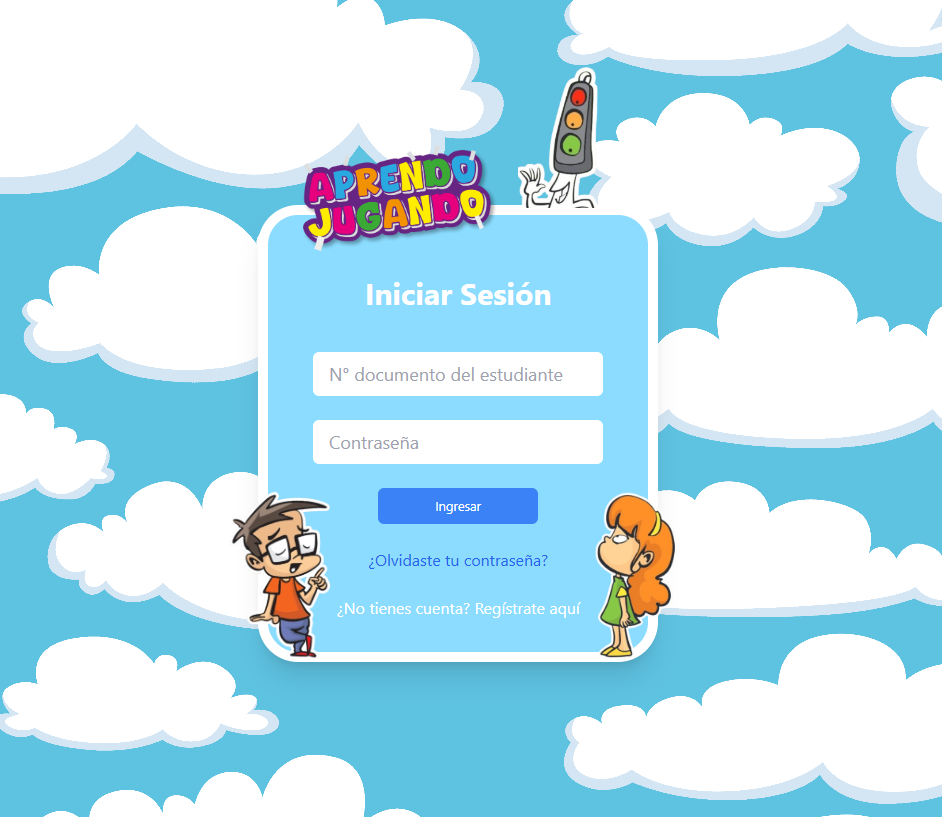 APRENDO
JUGANDO
Iniciar Sesión
N° documento del estudiante
Contraseña
Ingresar
¿Olvidaste tu contraseña?
¿No tienes cuenta? Regístrate aquí